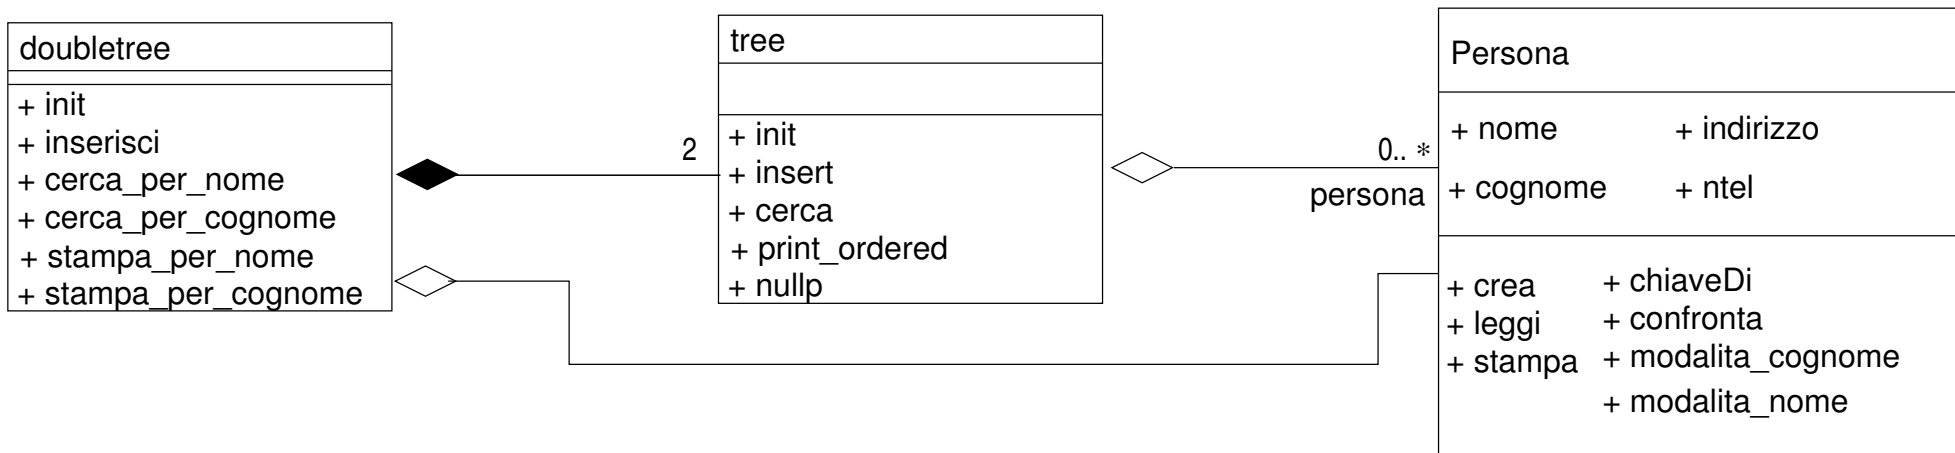 doubletree
+ init
+ inserisci
+ cerca_per_nome
+ cerca_per_cognome
+ stampa_per_nome
+ stampa_per_cognome
2
tree
+ init
+ insert
+ cerca
+ print_ordered
+ nullp
0.. *
persona
Persona
+ nome + indirizzo
+ cognome + ntel
+ crea + chiaveDi
+ leggi + confronta
+ stampa + modalita_cognome
+ modalita_nome